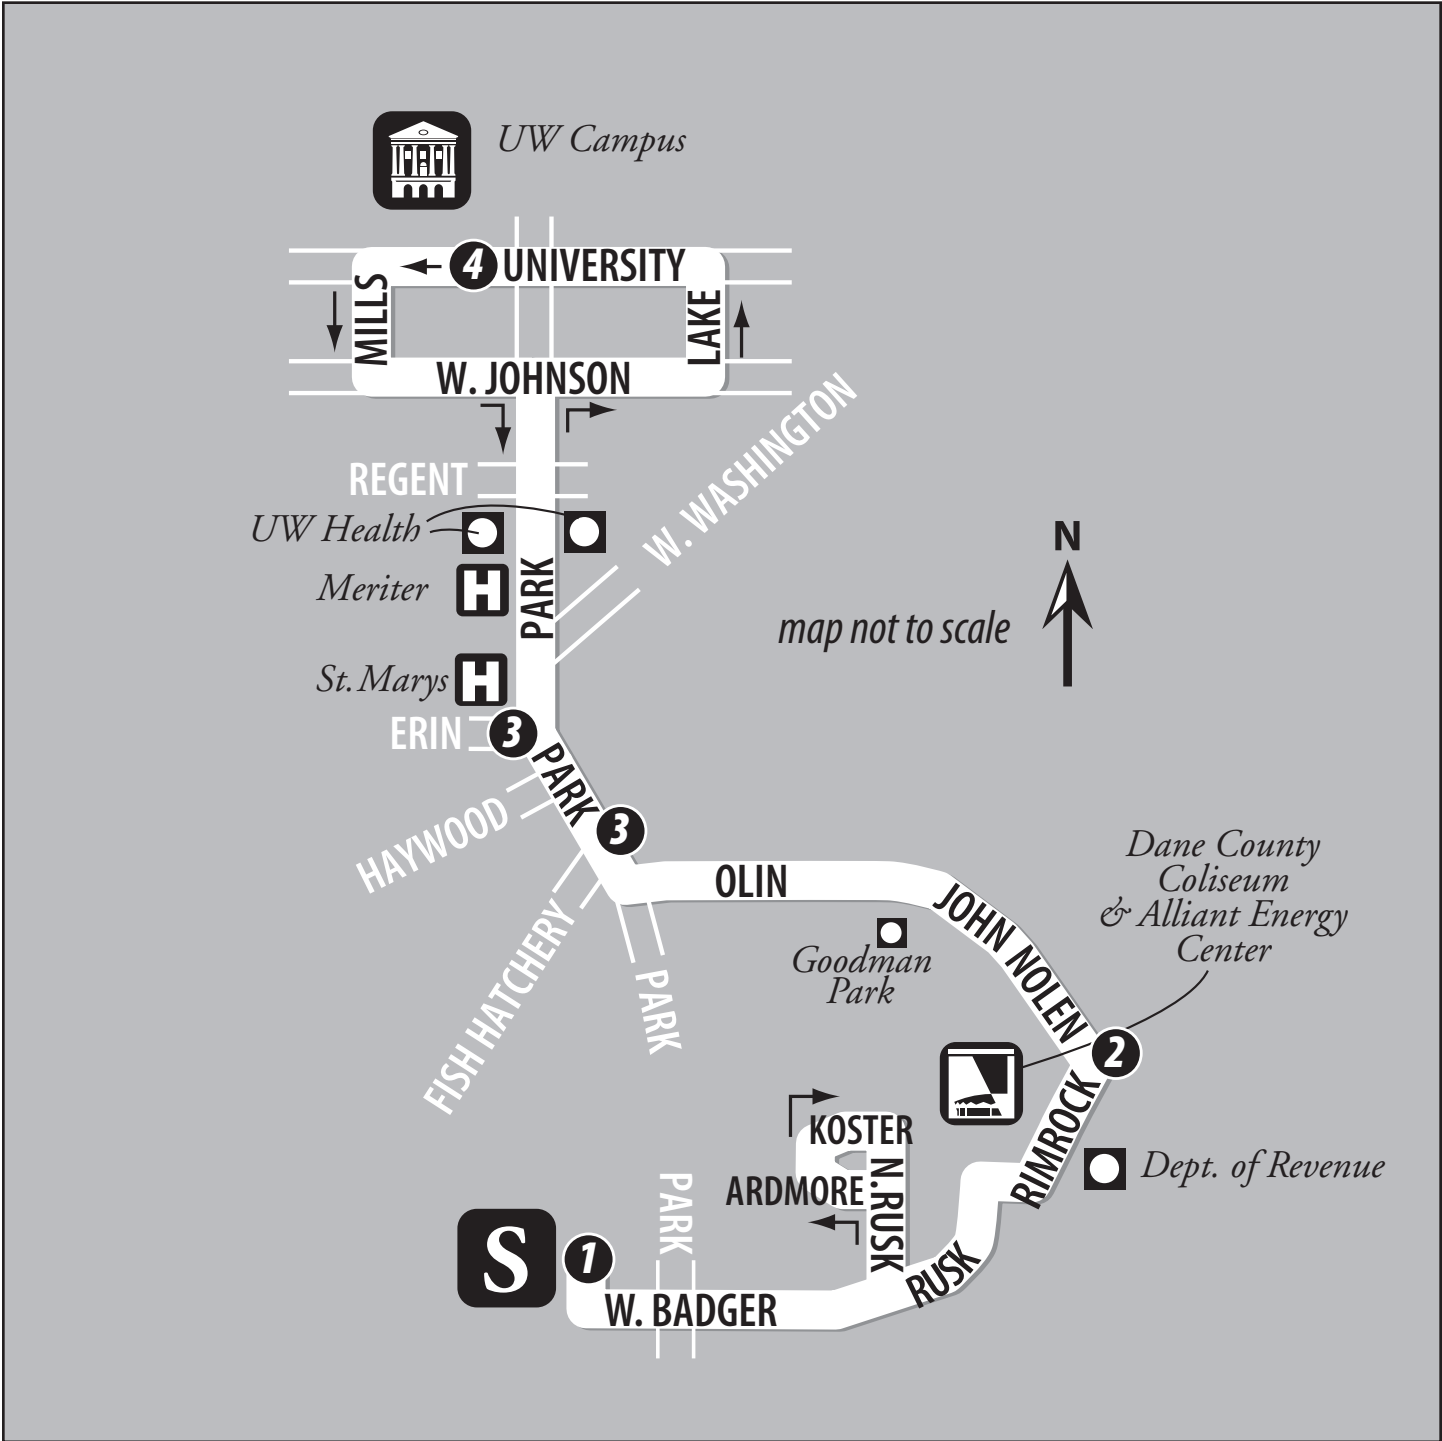 UW Campus
4
UNIVERSITY
MILLS
LAKE
W. JOHNSON
W. WASHINGTON
REGENT
UW Health
N
PARK
Meriter
H
map not to scale
St. Marys
H
ERIN
3
PARK
HAYWOOD
3
Dane County
Coliseum
& Alliant Energy
Center
OLIN
JOHN NOLEN
Goodman
Park
FISH HATCHERY
PARK
2
RIMROCK
KOSTER
Dept. of Revenue
ARDMORE
N. RUSK
PARK
S
1
RUSK
W. BADGER